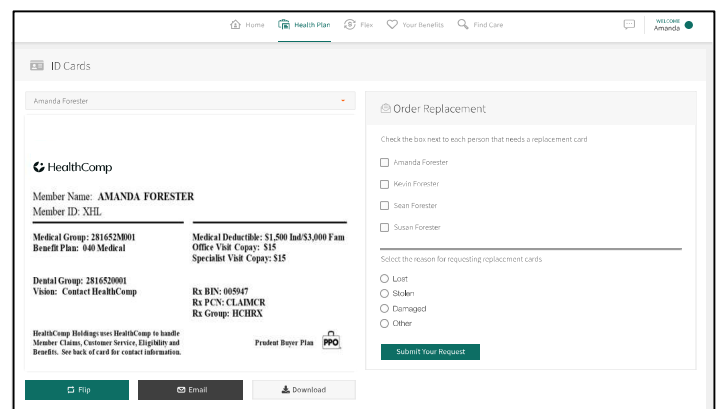 Home
Health Plan
Flex
Your Benefits
Find Care
WELCOME
Amanda
ID Cards
Amanda Forester
HealthComp
Member Name: AMANDA FORESTER
Member ID: XHL
Medical Group: 281652M001
Benefit Plan: 040 Medical
Medical Deductible: $1,500 Ind/$3,000 Fam
Office Visit Copay: $15
Specialist Visit Copay: $15
Dental Group: 2816520001
Vision: Contact HealthComp
Rx BIN: 005947
Rx PCN: CLAIMCR
Rx Group: HCHRX
HealthComp Holdings uses HealthComp to handle
Member Claims, Customer Service, Eligibility and
Benefits. See back of card for contact information.
Prudent Buyer Plan
PPO
Flip
Email
Download
Order Replacement
Check the box next to each person that needs a replacement card
Amanda Forester
Kevin Forester
Sean Forester
Susan Forester
Select the reason for requesting replacement cards
Lost
Stolen
Damaged
Other
Submit Your Request